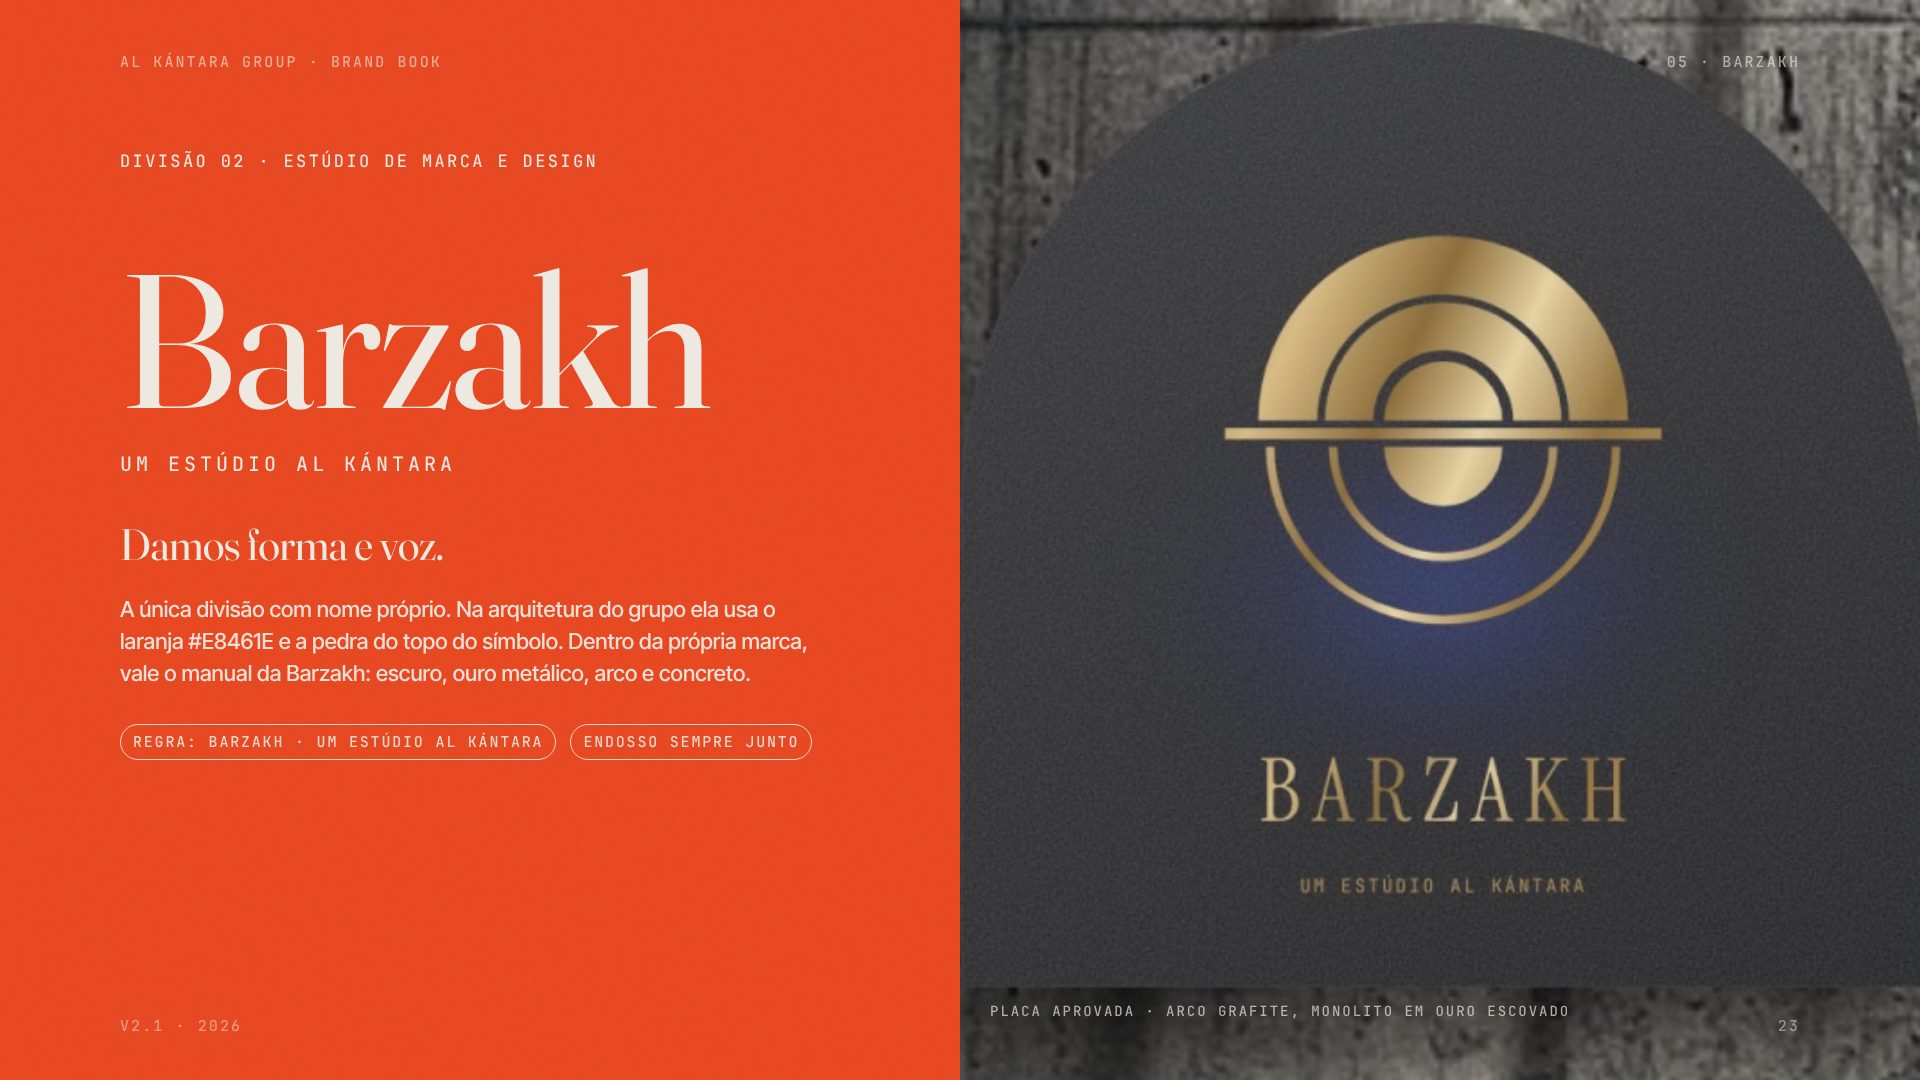 AL KÁNTARA GROUP · BRAND BOOK
05 · BARZAKH
DIVISÃO 02 · ESTÚDIO DE MARCA E DESIGN
Barzakh
UM ESTÚDIO AL KÁNTARA
Damos forma e voz.
A única divisão com nome próprio. Na arquitetura do grupo ela usa o
laranja #E8461E e a pedra do topo do símbolo. Dentro da própria marca,
vale o manual da Barzakh: escuro, ouro metálico, arco e concreto.
REGRA: BARZAKH · UM ESTÚDIO AL KÁNTARA
ENDOSSO SEMPRE JUNTO
BARZAKH
UM ESTÚDIO AL KÁNTARA
PLACA APROVADA · ARCO GRAFITE, MONOLITO EM OURO ESCOVADO
V2.1 · 2026
23